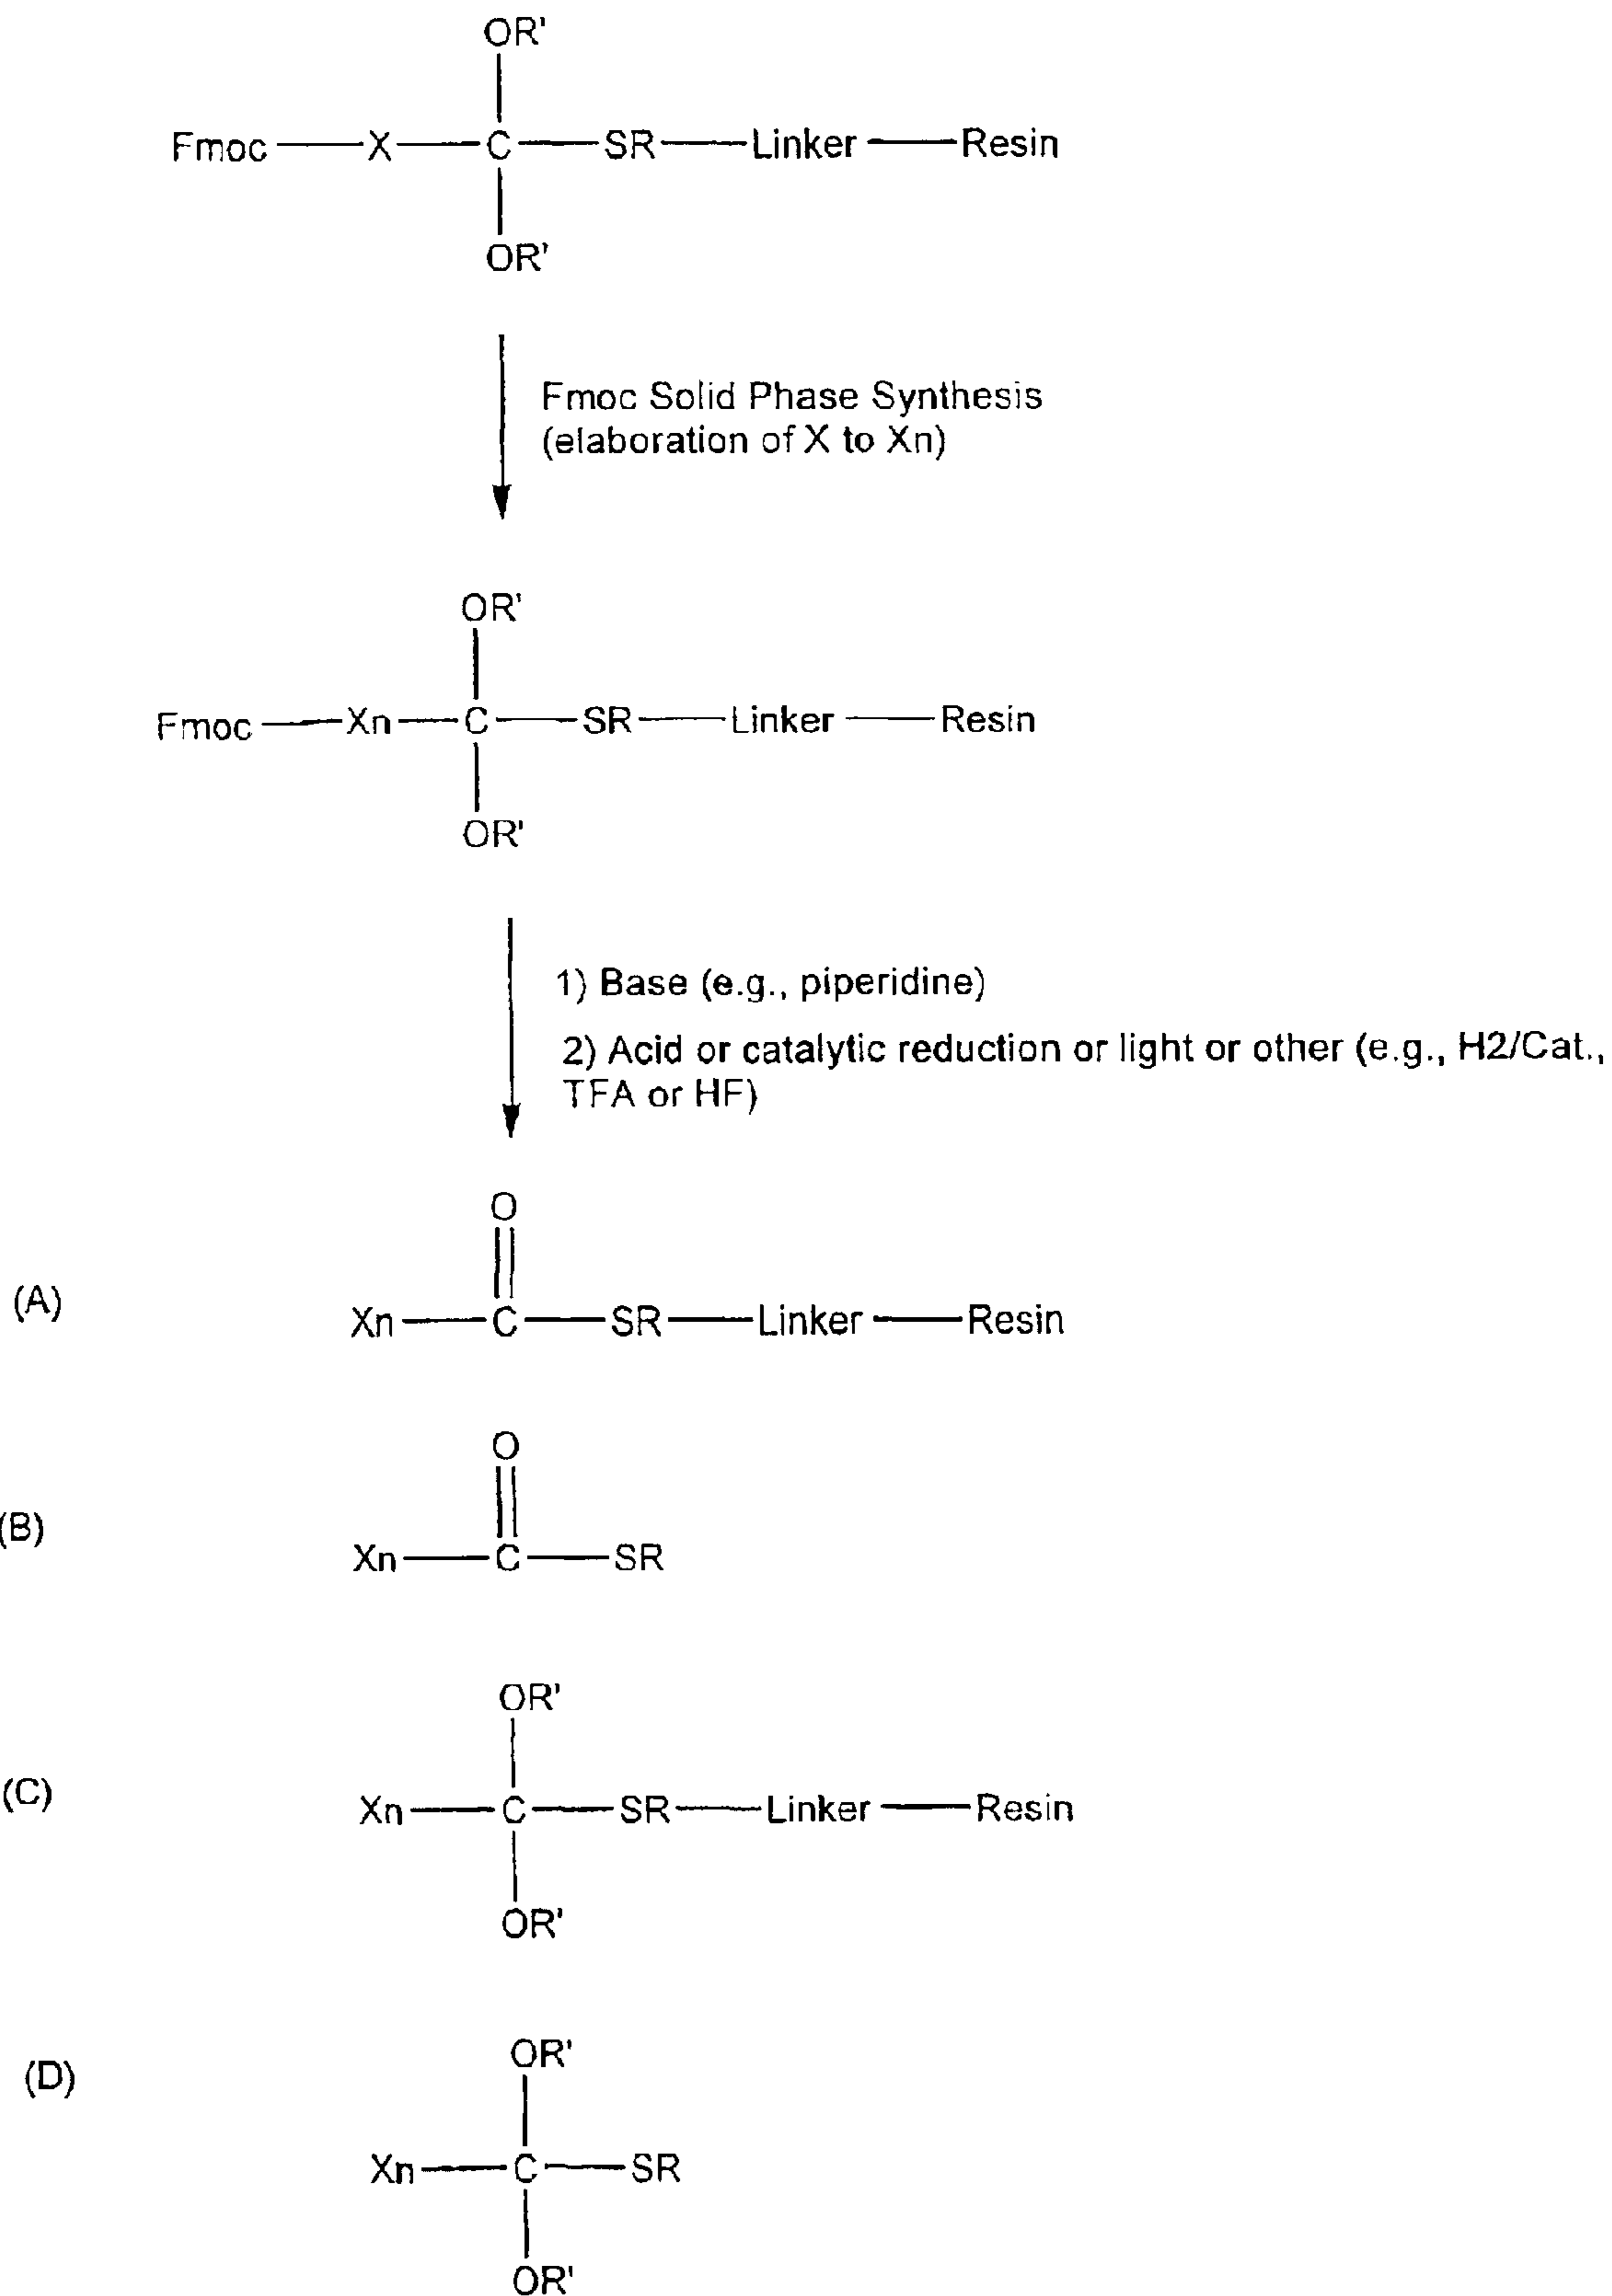 OR'
Fmoc X C SR Linker Resin
OR'
Fmoc Solid Phase Synthesis
(elaboration of X to Xn)
OR'
Fmoc Xn C SR Linker Resin
OR'
1) Base (e.g., piperidine)
2) Acid or catalytic reduction or light or other (e.g., H2/Cat.,
TFA or HF)
O
(A) Xn C SR Linker Resin
O
(B) Xn C SR
OR'
(C) Xn C SR Linker Resin
OR'
OR'
(D)
Xn C SR
OR'